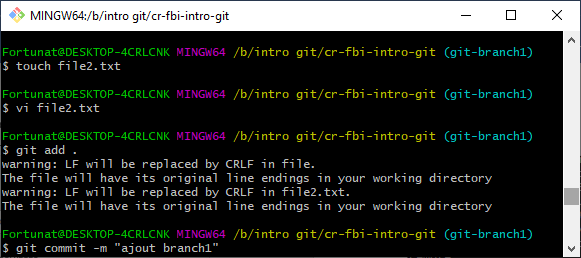 MINGW64:/b/intro git/cr-fbi-intro-git
Fortunat@DESKTOP-4CRLCNK MINGW64 /b/intro git/cr-fbi-intro-git (git-branch1)
$ touch file2.txt
Fortunat@DESKTOP-4CRLCNK MINGW64 /b/intro git/cr-fbi-intro-git (git-branch1)
$ vi file2.txt
Fortunat@DESKTOP-4CRLCNK MINGW64 /b/intro git/cr-fbi-intro-git (git-branch1)
$ git add .
warning: LF will be replaced by CRLF in file.
The file will have its original line endings in your working directory
warning: LF will be replaced by CRLF in file2.txt.
The file will have its original line endings in your working directory
Fortunat@DESKTOP-4CRLCNK MINGW64 /b/intro git/cr-fbi-intro-git (git-branch1)
$ git commit -m "ajout branch1"